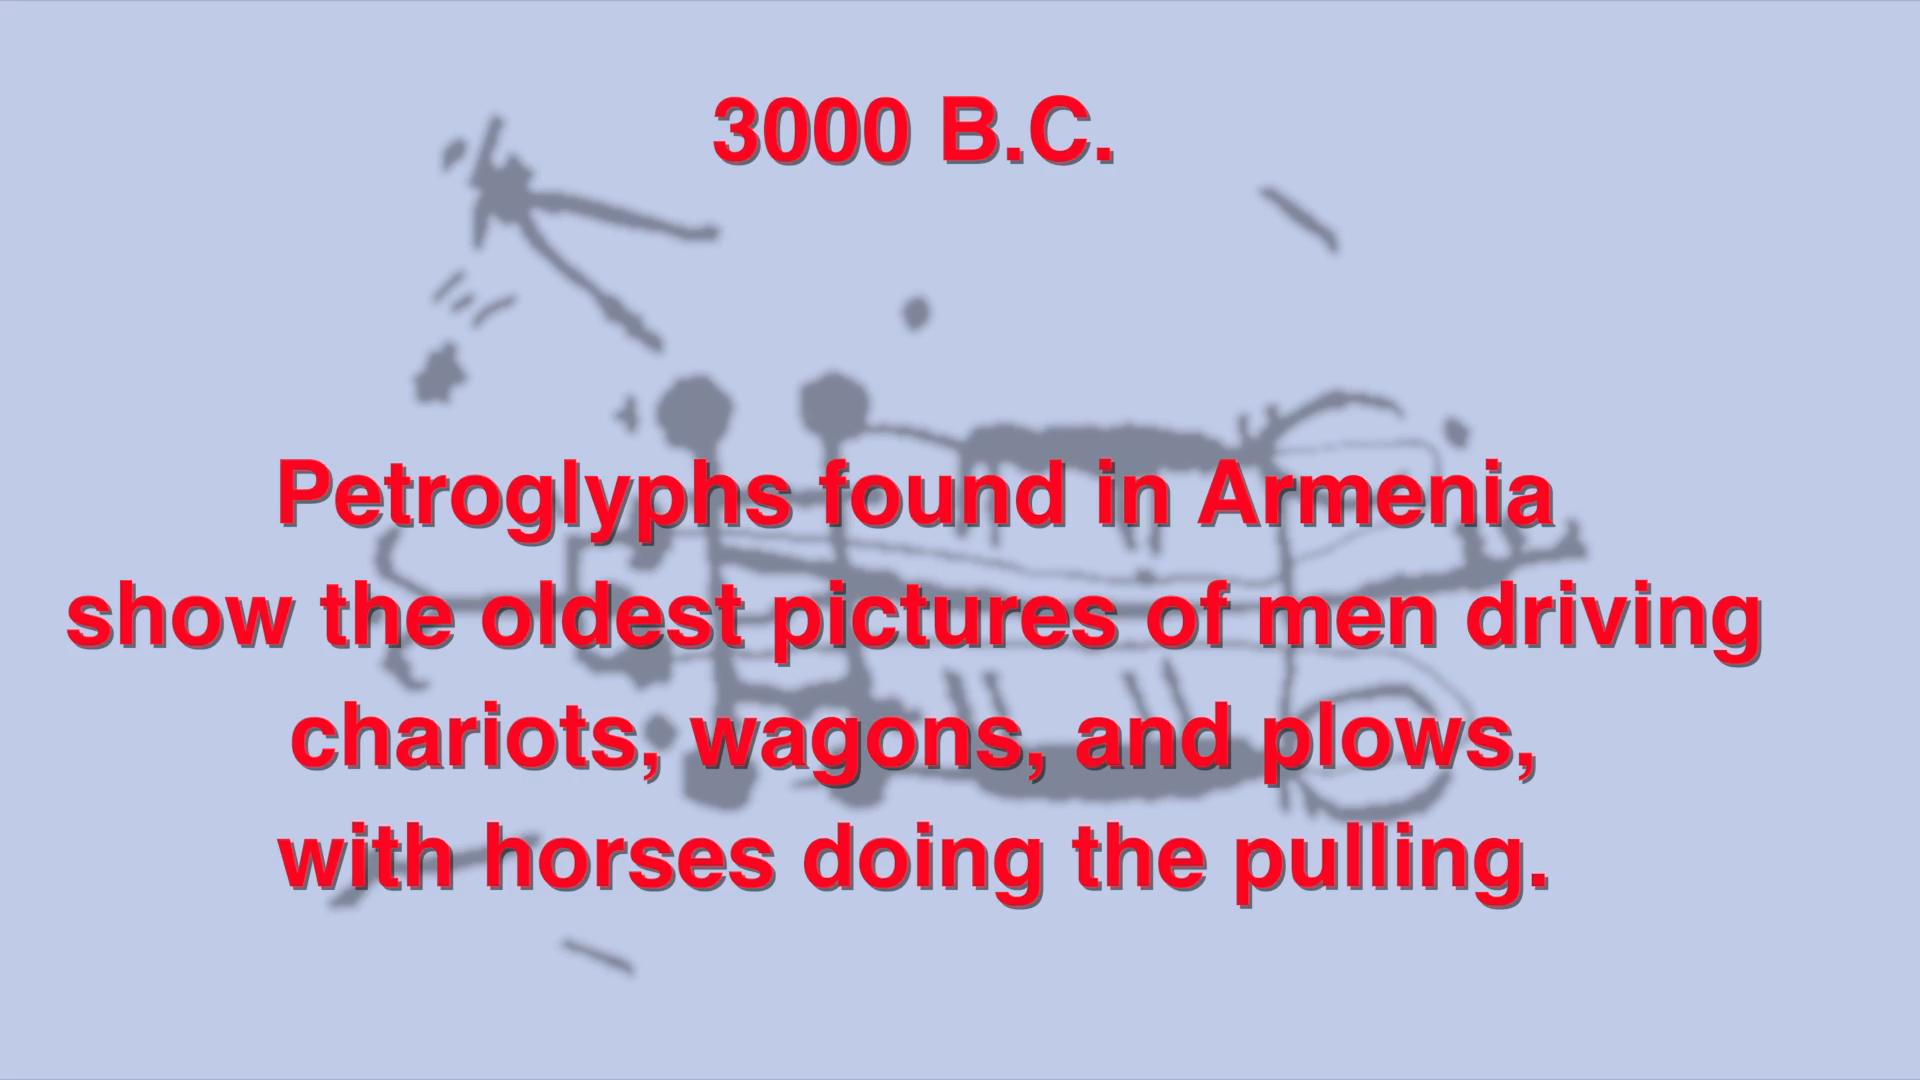 3000 B.C.
Petroglyphs found in Armenia
show the oldest pictures of men driving
chariots, wagons, and plows,
with horses doing the pulling.